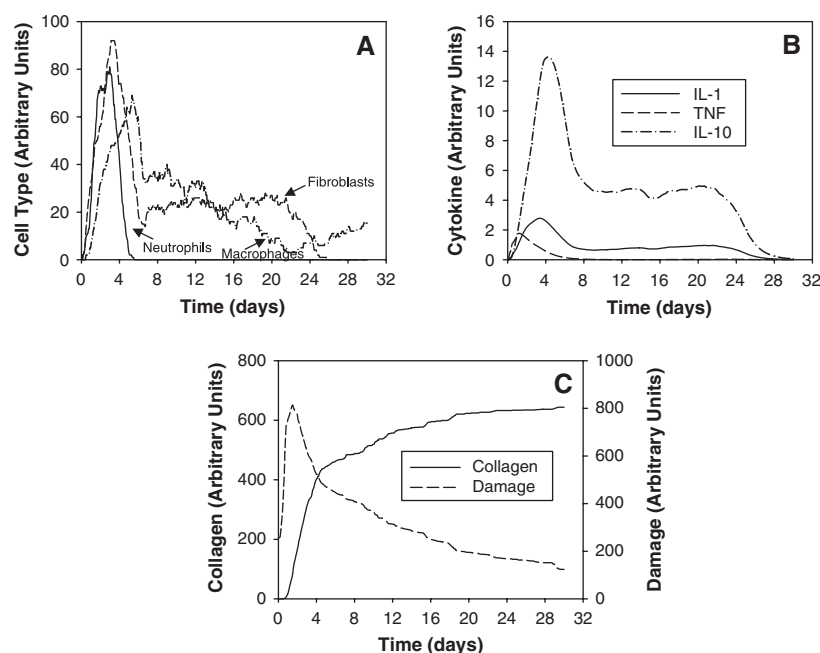 A
Cell Type (Arbitrary Units)
100
80
60
40
20
0
Fibroblasts
Neutrophils
Macrophages
0 4 8 12 16 20 24 28 32
Time (days)
B
Cytokine (Arbitrary Units)
16
14
12
10
8
6
4
2
0
IL-1
TNF
IL-10
0 4 8 12 16 20 24 28 32
Time (days)
C
Collagen (Arbitrary Units)
800
600
400
200
0
Collagen
Damage
1000
800
600
400
200
0
Damage (Arbitrary Units)
0 4 8 12 16 20 24 28 32
Time (days)